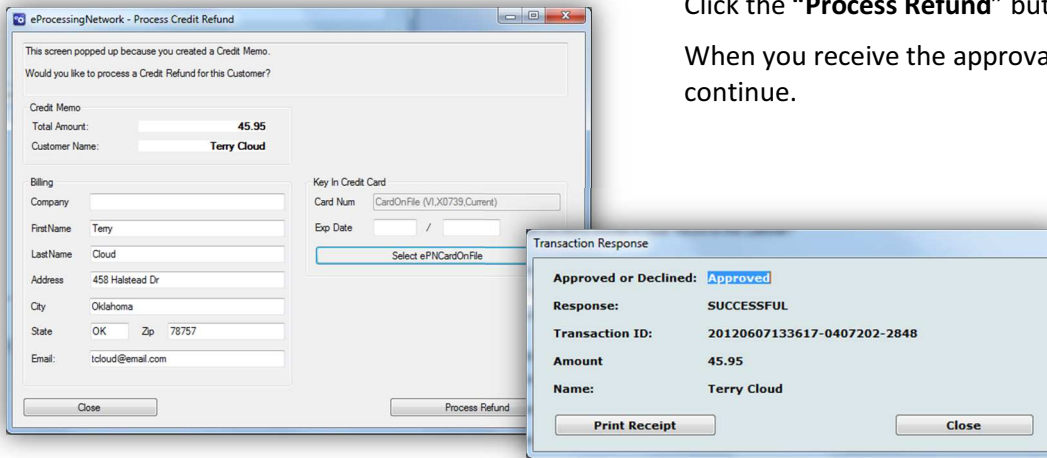 eProcessingNetwork - Process Credit Refund
This screen popped up because you created a Credit Memo.
Would you like to process a Credit Refund for this Customer?
Credit Memo
Total Amount: 45.95
Customer Name: Terry Cloud
Billing
Company
FirstName Terry
LastName Cloud
Address 458 Halstead Dr
City Oklahoma
State OK Zip 78757
Email: tcloud@email.com
Key In Credit Card
Card Num CardOnFile (VI,X0739,Current)
Exp Date /
Select ePNCardOnFile
Close Process Refund
Click the “Process Refund” but
When you receive the approva
continue.
Transaction Response
Approved or Declined: Approved
Response: SUCCESSFUL
Transaction ID: 20120607133617-0407202-2848
Amount 45.95
Name: Terry Cloud
Print Receipt Close